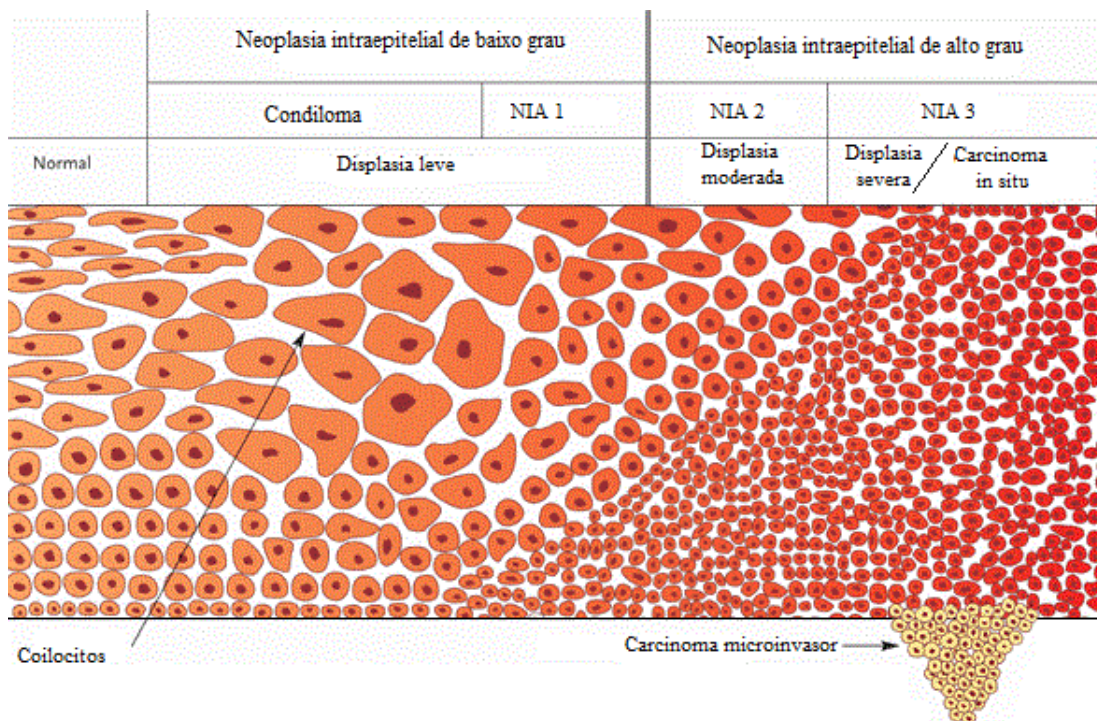 Neoplasia intraepitelial de baixo grau
Neoplasia intraepitelial de alto grau
Condiloma
NIA 1
NIA 2
NIA 3
Normal
Displasia leve
Displasia
moderada
Displasia
severa
Carcinoma
in situ
Coilocitos
Carcinoma microinvasor